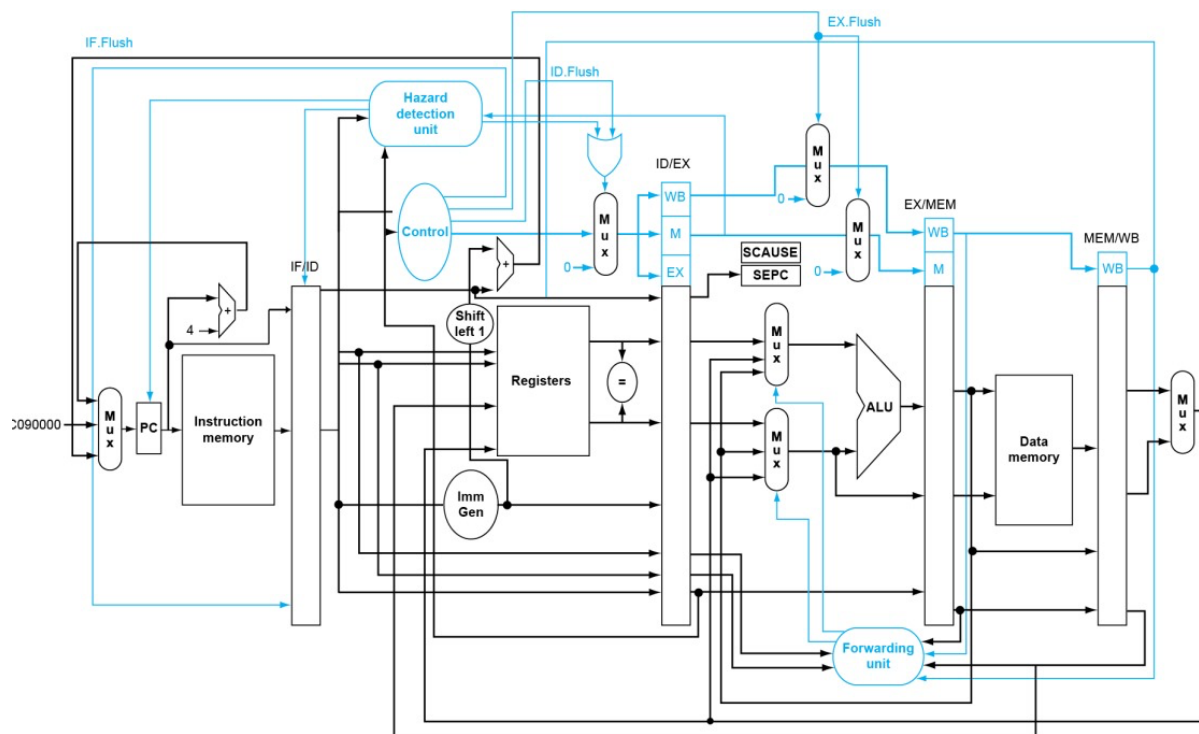 EX.Flush
IF.Flush
ID.Flush
Hazard
detection
unit
Mux
ID/EX
WB
0
Control
Mux
M
Mux
EX/MEM
WB
MEM/WB
WB
SCAUSE
0
EX
SEPC
0
M
IF/ID
+
+
4
Shift
left 1
Mux
Registers
=
Mux
ALU
Mux
PC
Instruction
memory
Data
memory
Mux
C090000
Mux
Imm
Gen
Forwarding
unit